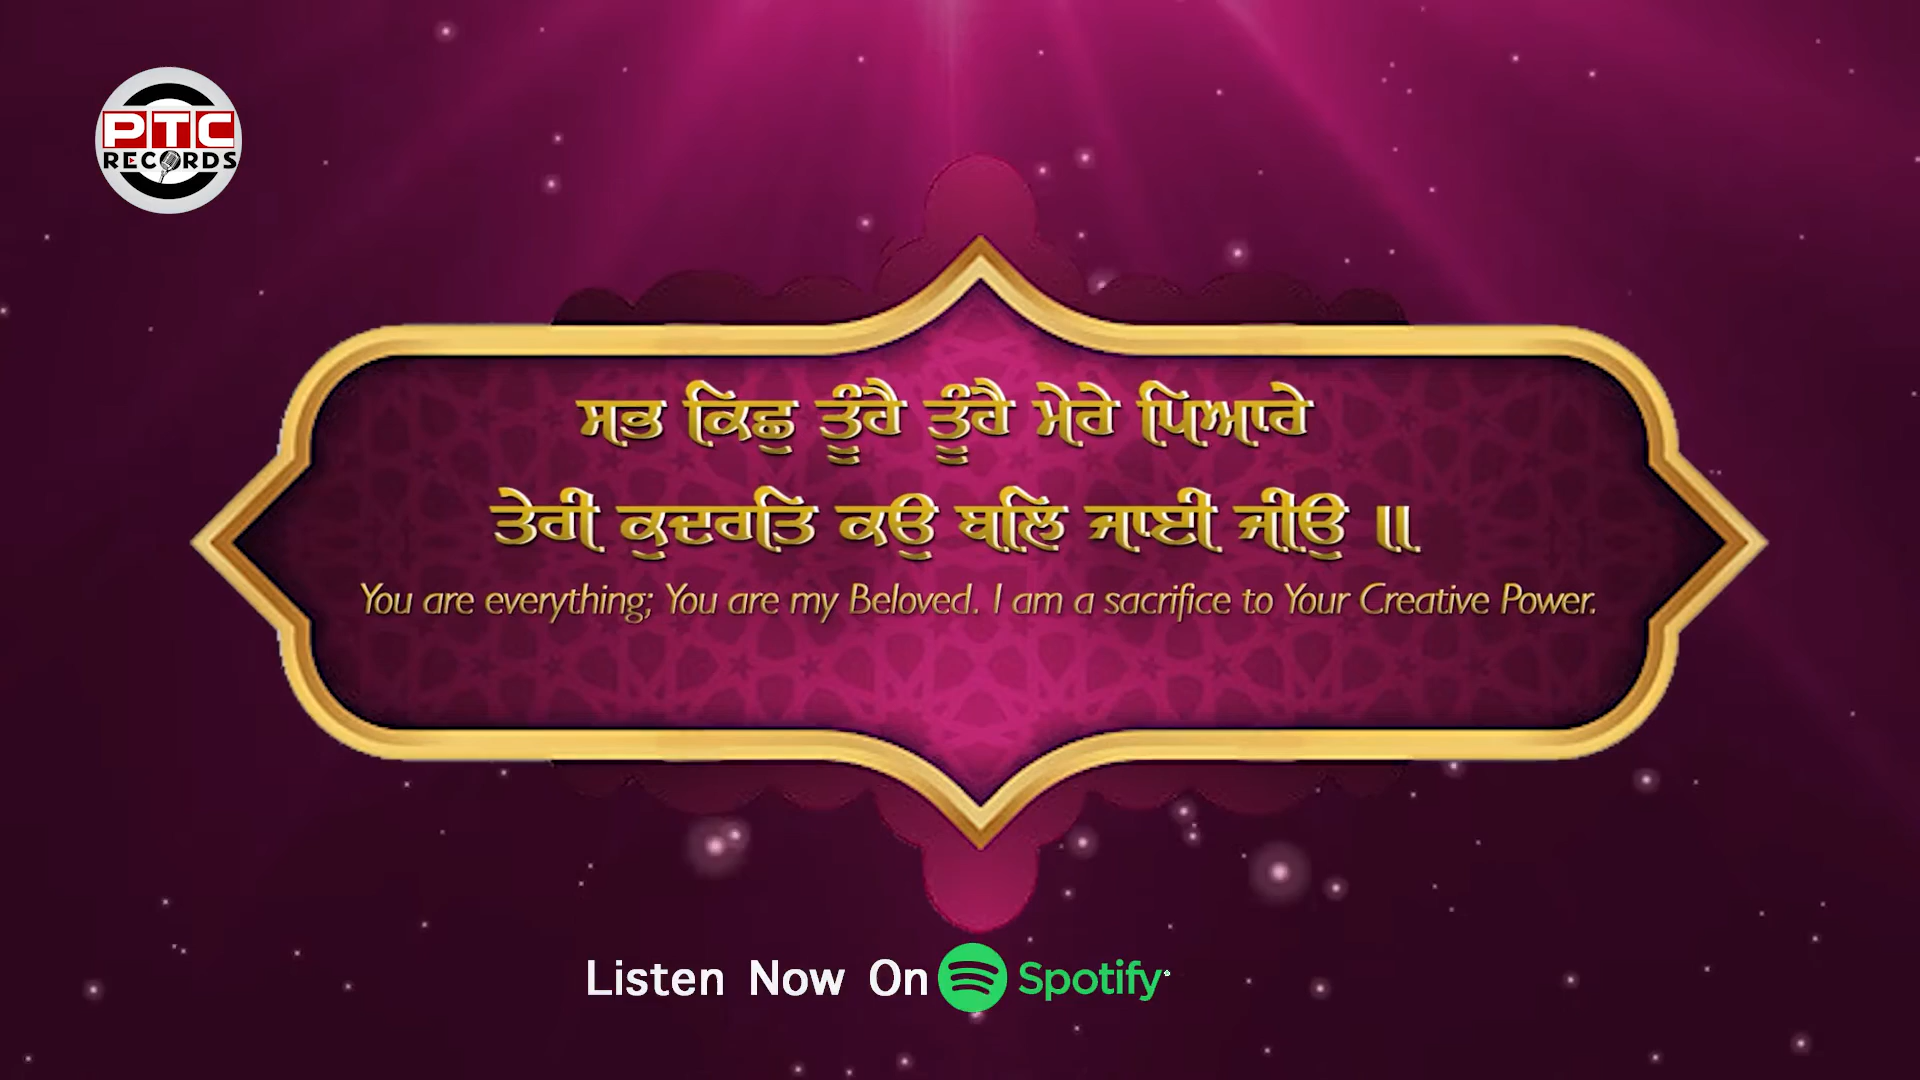 PTC
RECORDS
ਸਭ ਕਿਛੁ ਤੂੰਹੈ ਤੂੰਹੈ ਮੇਰੇ ਪਿਆਰੇ
ਤੇਰੀ ਕੁਦਰਤਿ ਕਉ ਬਲਿ ਜਾਈ ਜੀਉ ॥
You are everything; You are my Beloved. I am a sacrifice to Your Creative Power.
Listen Now On Spotify